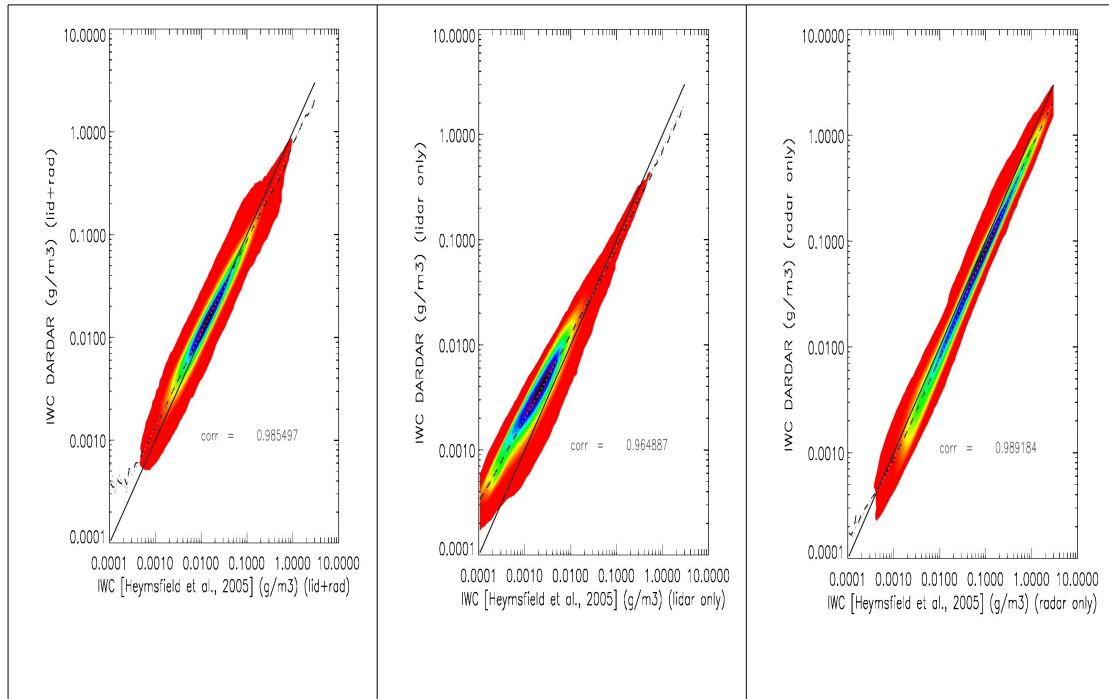 10.0000
1.0000
0.1000
0.0100
0.0010
0.0001
IWC DARDAR (g/m3) (lid+rad)
corr = 0.985497
0.0001 0.0010 0.0100 0.1000 1.0000 10.0000
IWC [Heymsfield et al., 2005] (g/m3) (lid+rad)
10.0000
1.0000
0.1000
0.0100
0.0010
0.0001
IWC DARDAR (g/m3) (lidar only)
corr = 0.964887
0.0001 0.0010 0.0100 0.1000 1.0000 10.0000
IWC [Heymsfield et al., 2005] (g/m3) (lidar only)
10.0000
1.0000
0.1000
0.0100
0.0010
0.0001
IWC DARDAR (g/m3) (radar only)
corr = 0.989184
0.0001 0.0010 0.0100 0.1000 1.0000 10.0000
IWC [Heymsfield et al., 2005] (g/m3) (radar only)